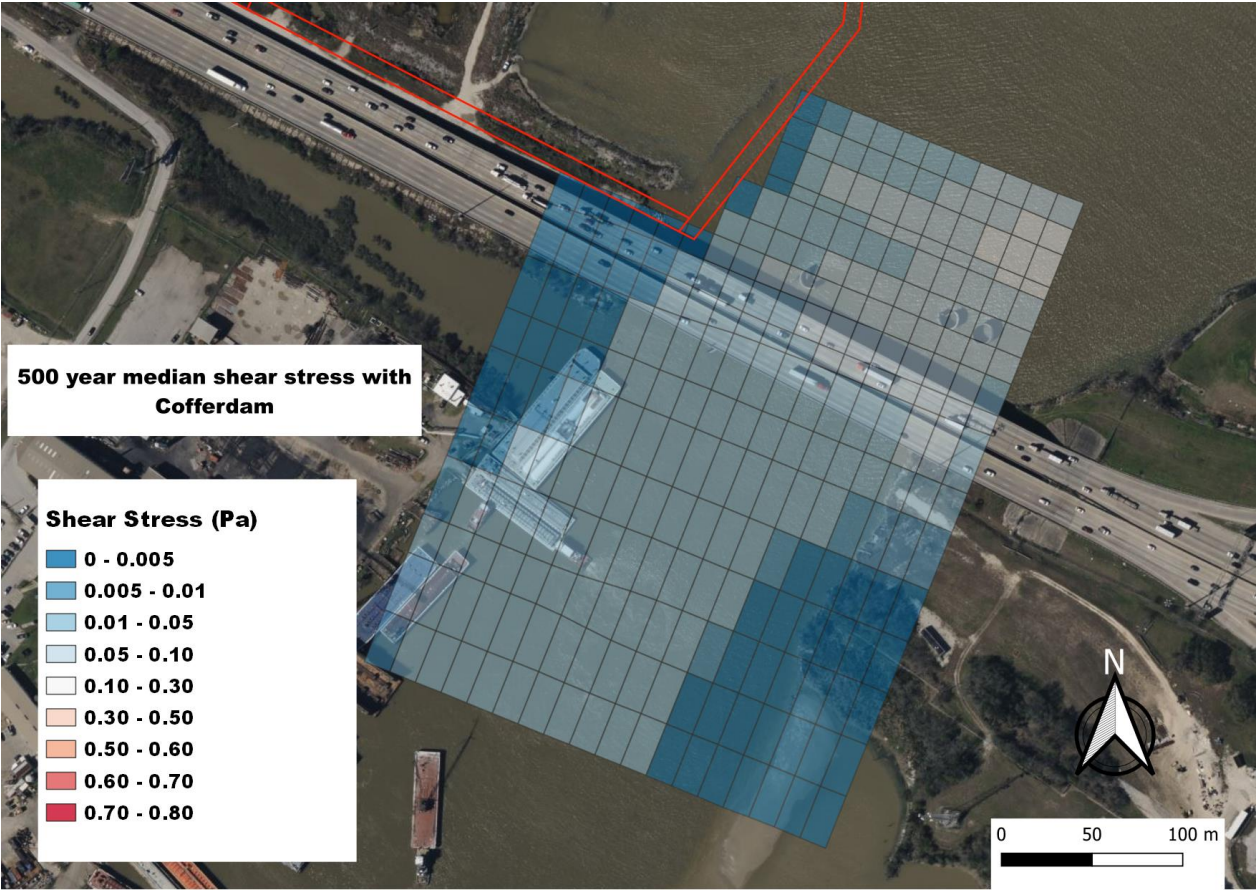 500 year median shear stress with
Cofferdam
Shear Stress (Pa)
0 - 0.005
0.005 - 0.01
0.01 - 0.05
0.05 - 0.10
0.10 - 0.30
0.30 - 0.50
0.50 - 0.60
0.60 - 0.70
0.70 - 0.80
N
0 50 100 m